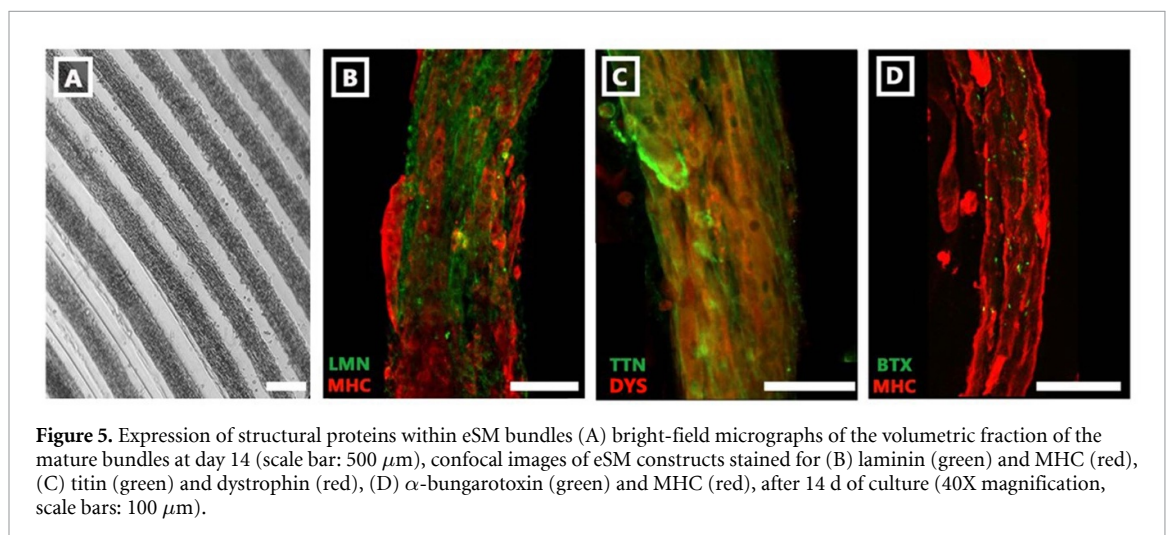 A
B
C
D
LMN
MHC
TTN
DYS
BTX
MHC
Figure 5. Expression of structural proteins within eSM bundles (A) bright-field micrographs of the volumetric fraction of the
mature bundles at day 14 (scale bar: 500 μm), confocal images of eSM constructs stained for (B) laminin (green) and MHC (red),
(C) titin (green) and dystrophin (red), (D) α-bungarotoxin (green) and MHC (red), after 14 d of culture (40X magnification,
scale bars: 100 μm).